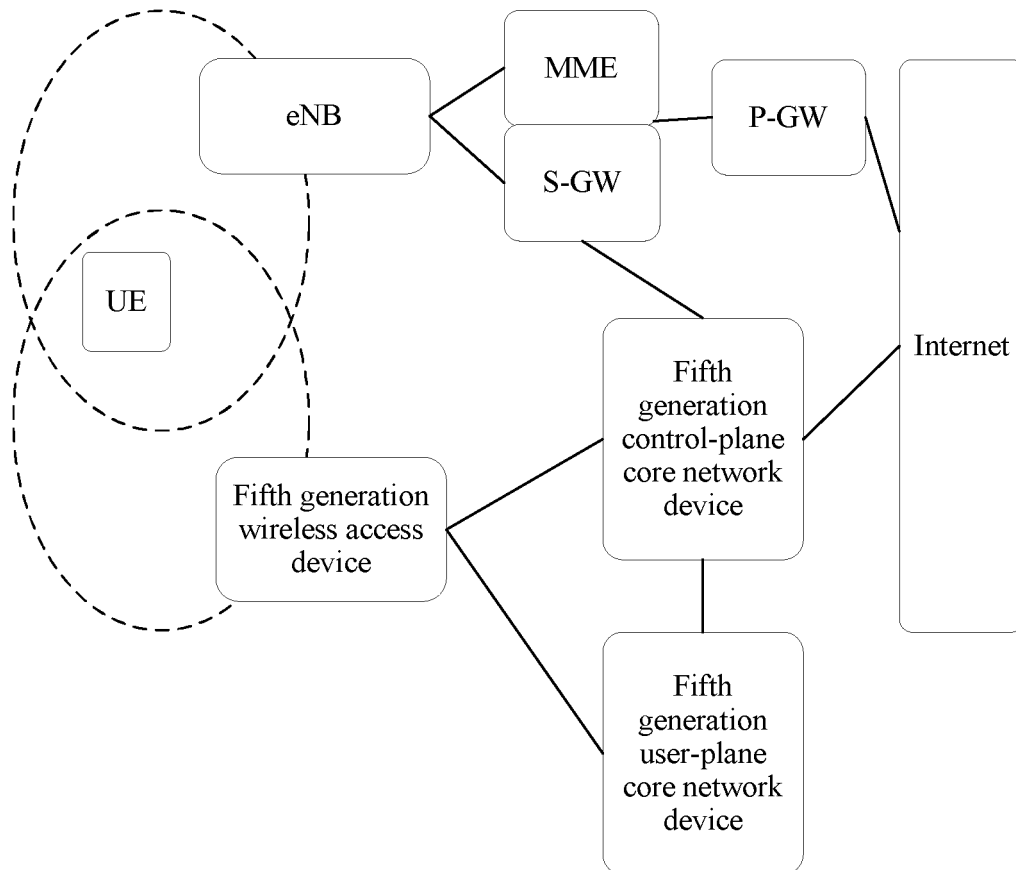 MME
eNB
P-GW
S-GW
UE
Internet
Fifth
generation
control-plane
core network
device
Fifth generation
wireless access
device
Fifth
generation
user-plane
core network
device